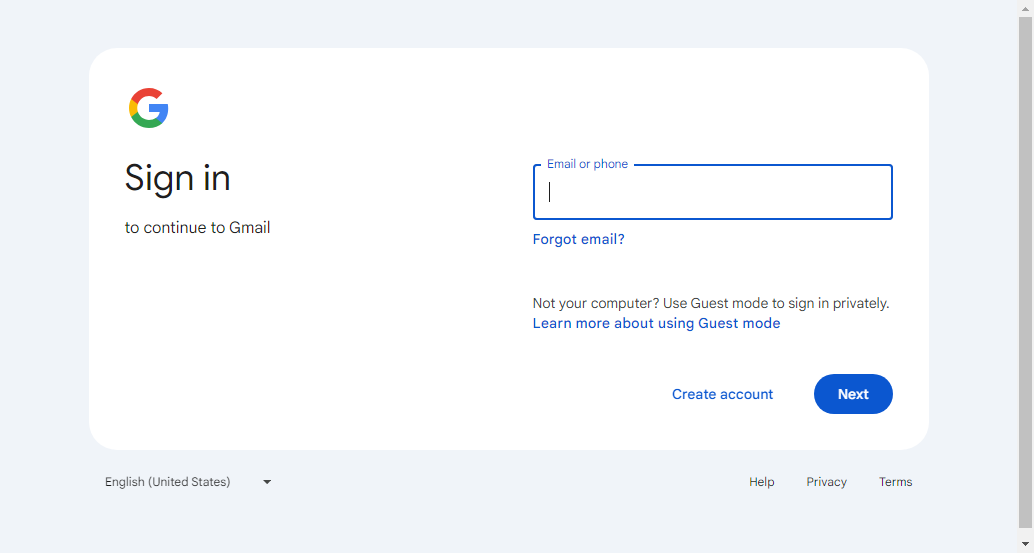 Sign in
to continue to Gmail
Email or phone
Forgot email?
Not your computer? Use Guest mode to sign in privately.
Learn more about using Guest mode
Create account
Next
English (United States)
Help
Privacy
Terms